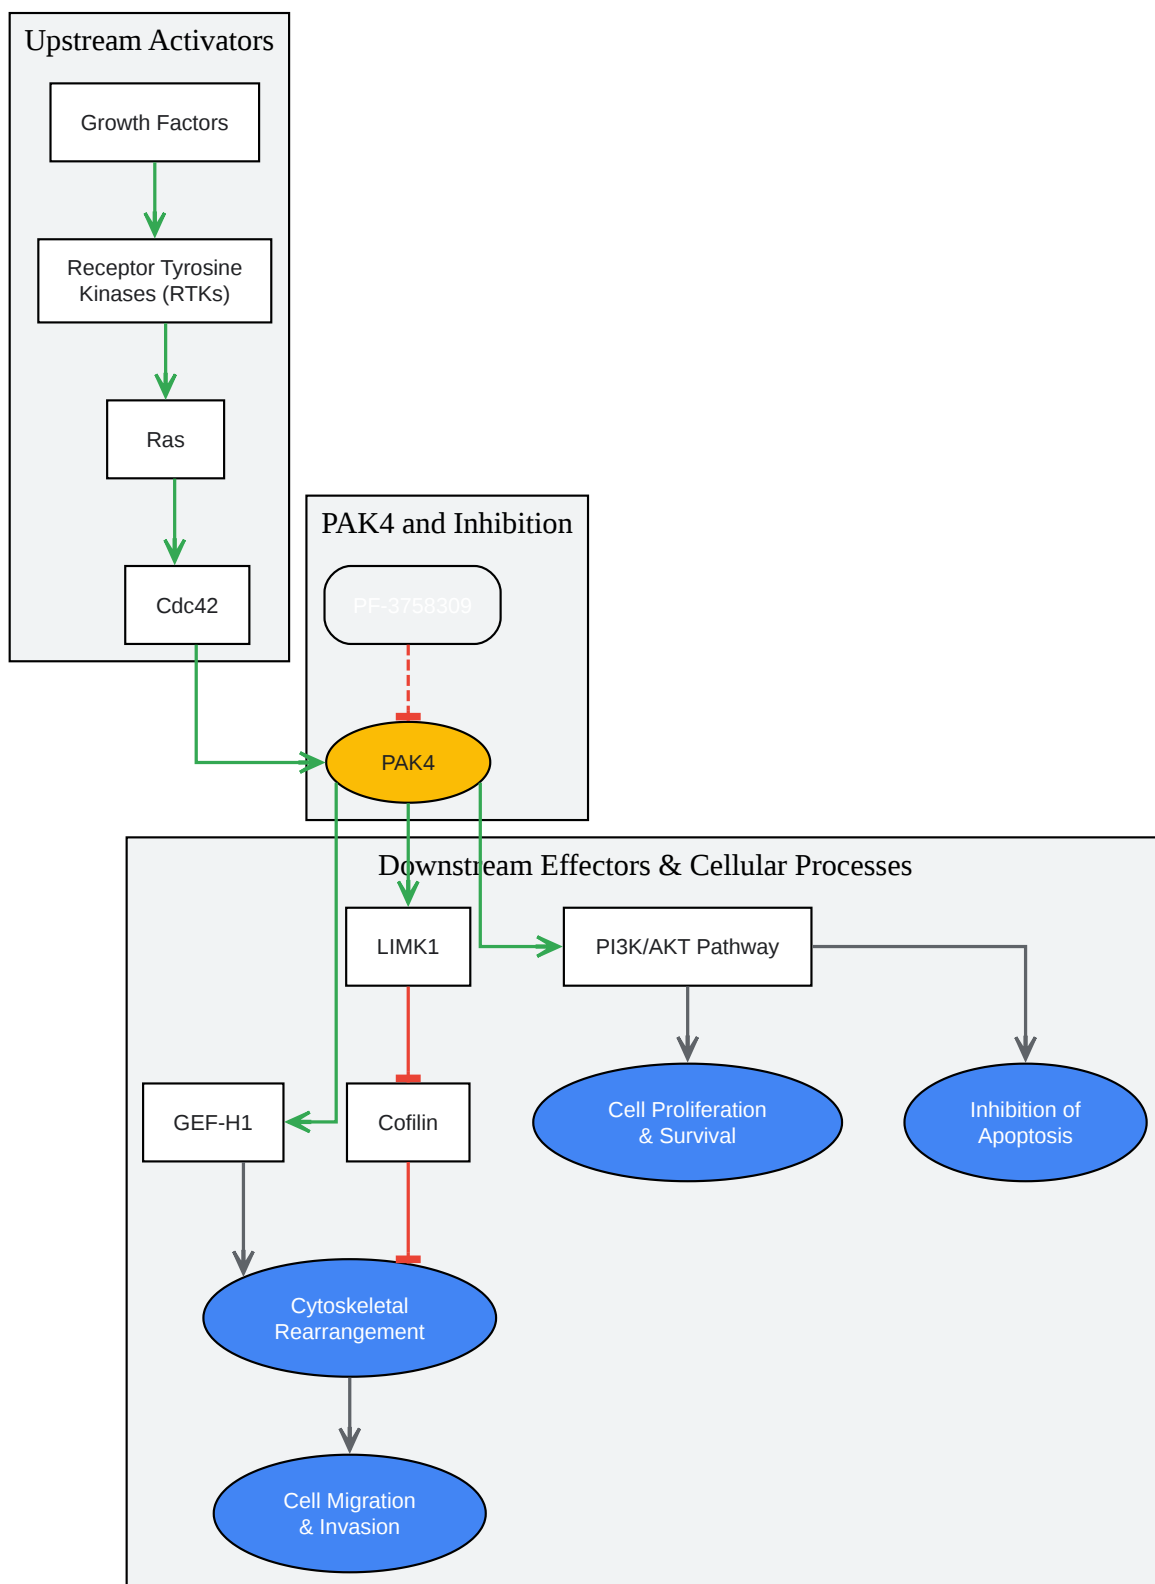 Upstream Activators
Growth Factors
Receptor Tyrosine
Kinases (RTKs)
Ras
Cdc42
PAK4 and Inhibition
PF-3758309
PAK4
Downstream Effectors & Cellular Processes
LIMK1
PI3K/AKT Pathway
GEF-H1
Cofilin
Cell Proliferation
& Survival
Inhibition of
Apoptosis
Cytoskeletal
Rearrangement
Cell Migration
& Invasion